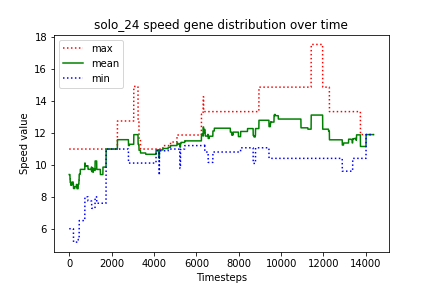 solo_24 speed gene distribution over time
max
mean
min
Speed value
18
16
14
12
10
8
6
0 2000 4000 6000 8000 10000 12000 14000
Timesteps